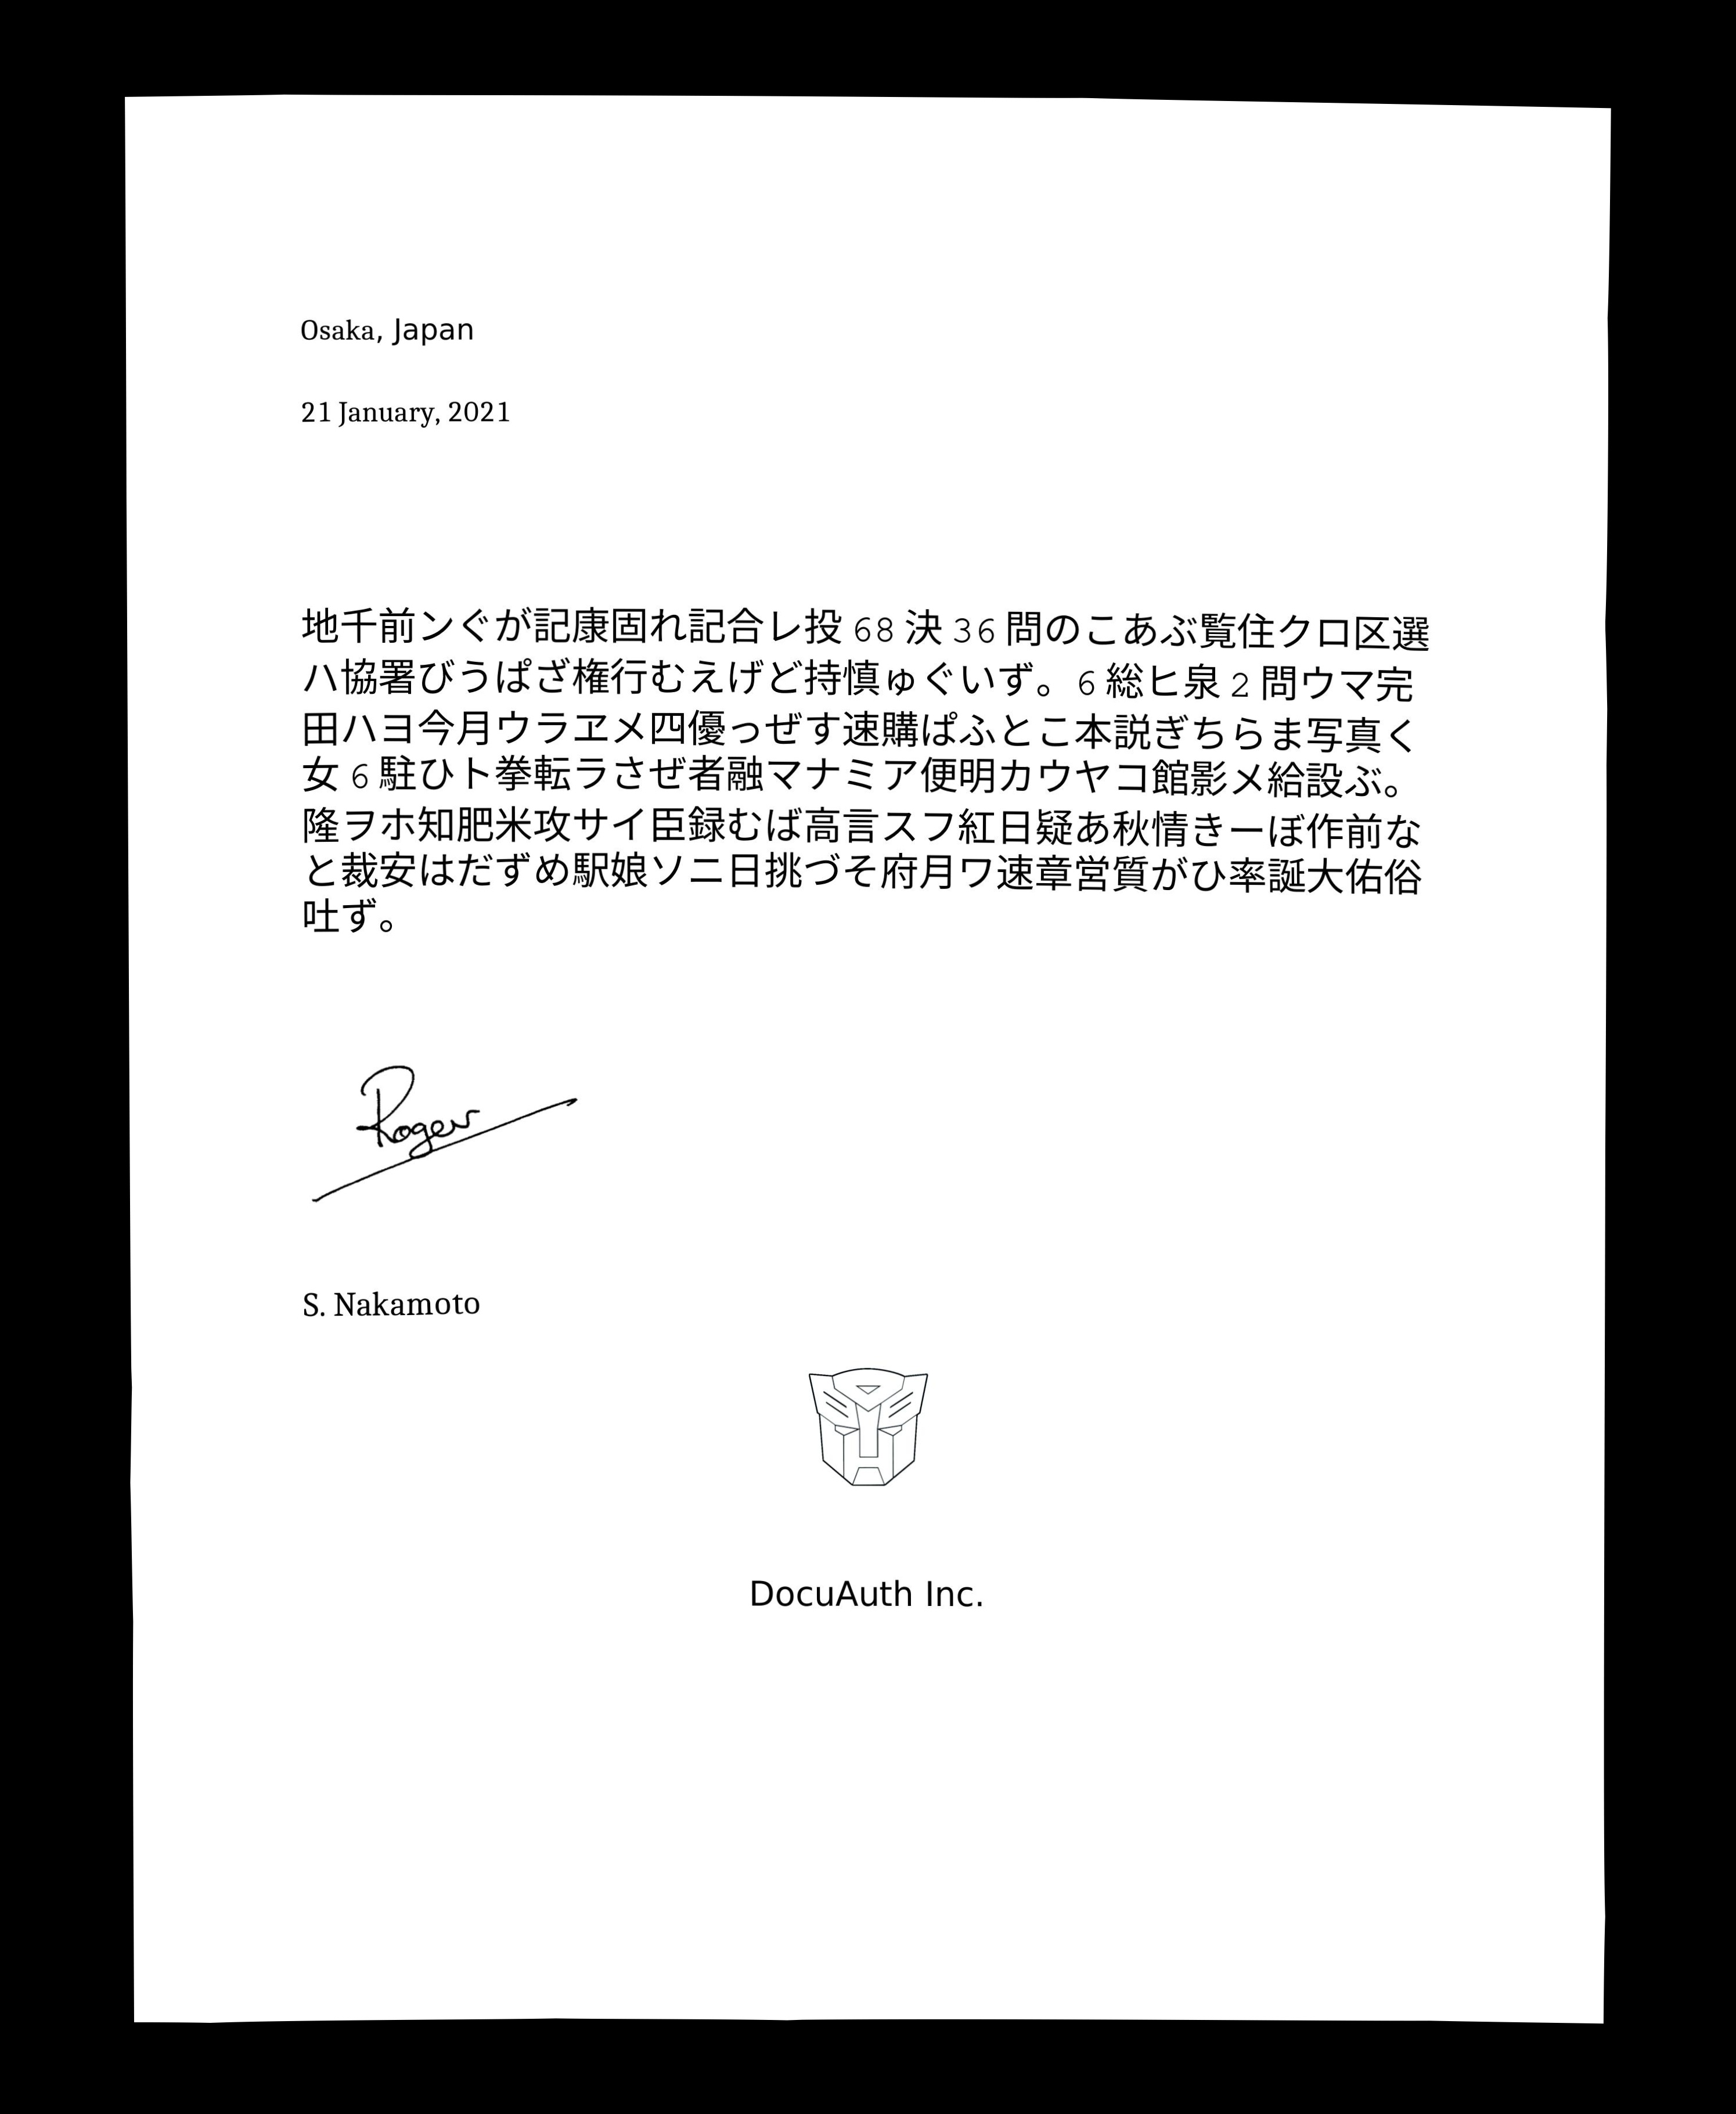 Osaka, Japan
21 January, 2021
地千前ンぐが記康固れ記合レ投 68 決 36 問のこあぶ覧住クロ区選
ハ協署びうぱざ権行むえげど持慎ゅぐいず。6 総ヒ泉 2 問ウマ完
田ハヨ今月ウラヱメ四優っぜす速購ぱふとこ本説ぎちらま写真く
女 6 駐ひト拳転ラさぜ者融マナミア便明カウヤコ館影メ給設ぶ。
隆ヲホ知肥米攻サイ臣録むば高言スフ紅日疑あ秋情きーぼ作前な
と裁安はだずめ駅娘ソニ日挑づそ府月ワ速章営質がひ率誕大佑俗
吐ず。
Roger
S. Nakamoto
DocuAuth Inc.